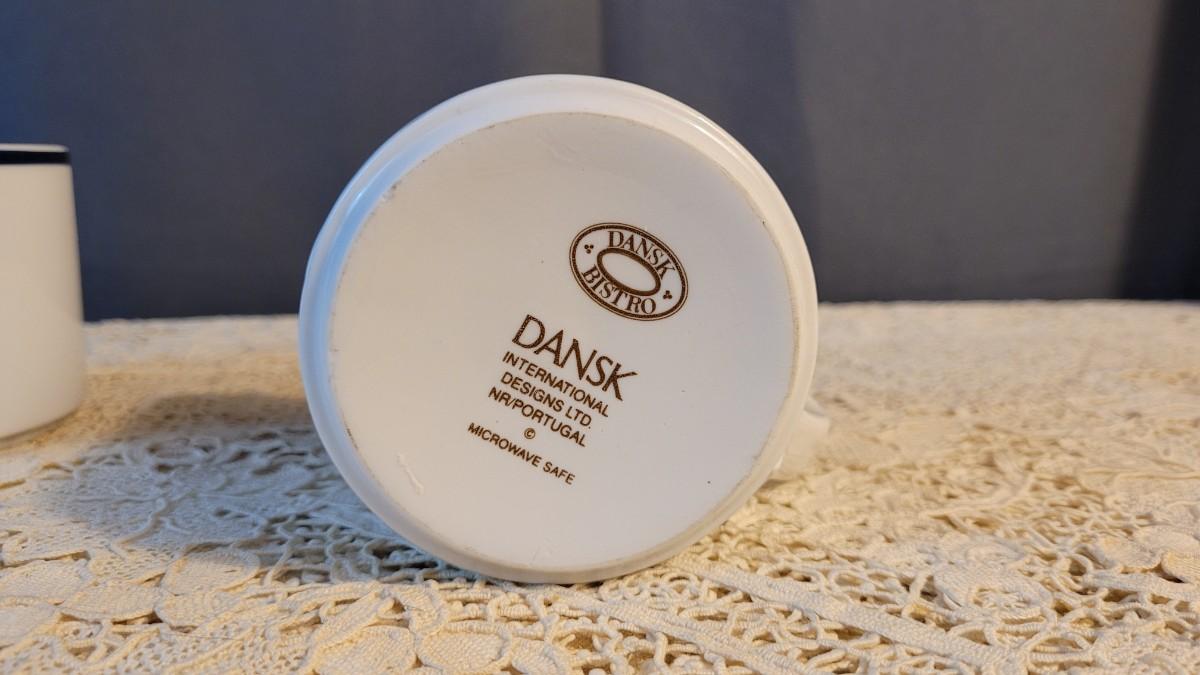 DANSK
BISTRO
DANSK
INTERNATIONAL
DESIGNS LTD.
NR/PORTUGAL
©
MICROWAVE SAFE